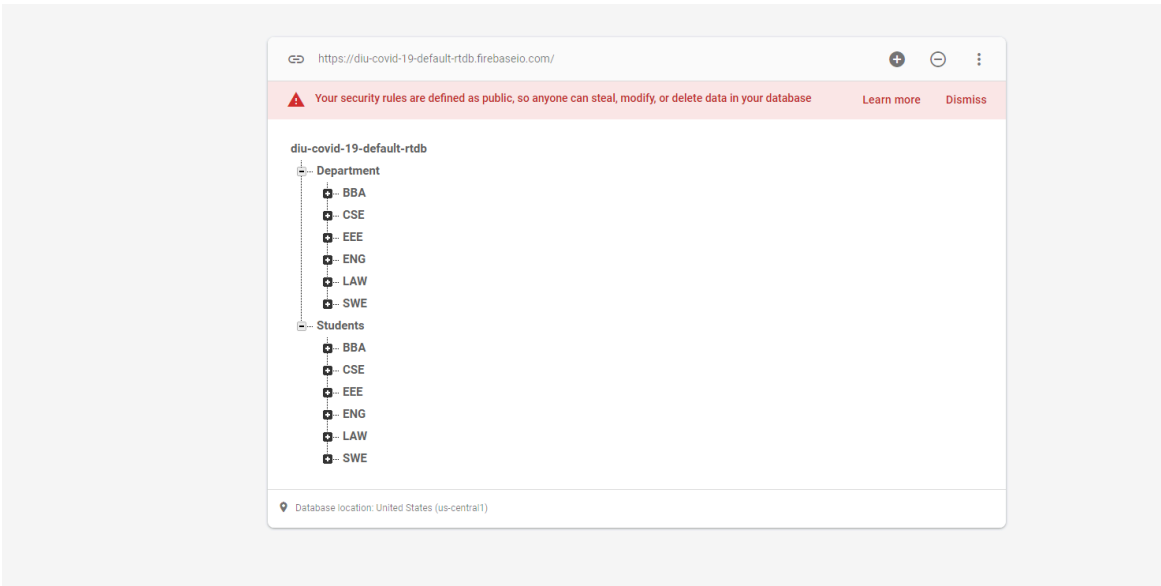 https://diu-covid-19-default-rtdb.firebaseio.com/
Your security rules are defined as public, so anyone can steal, modify, or delete data in your database Learn more Dismiss
diu-covid-19-default-rtdb
Department
BBA
CSE
EEE
ENG
LAW
SWE
Students
BBA
CSE
EEE
ENG
LAW
SWE
Database location: United States (us-central1)